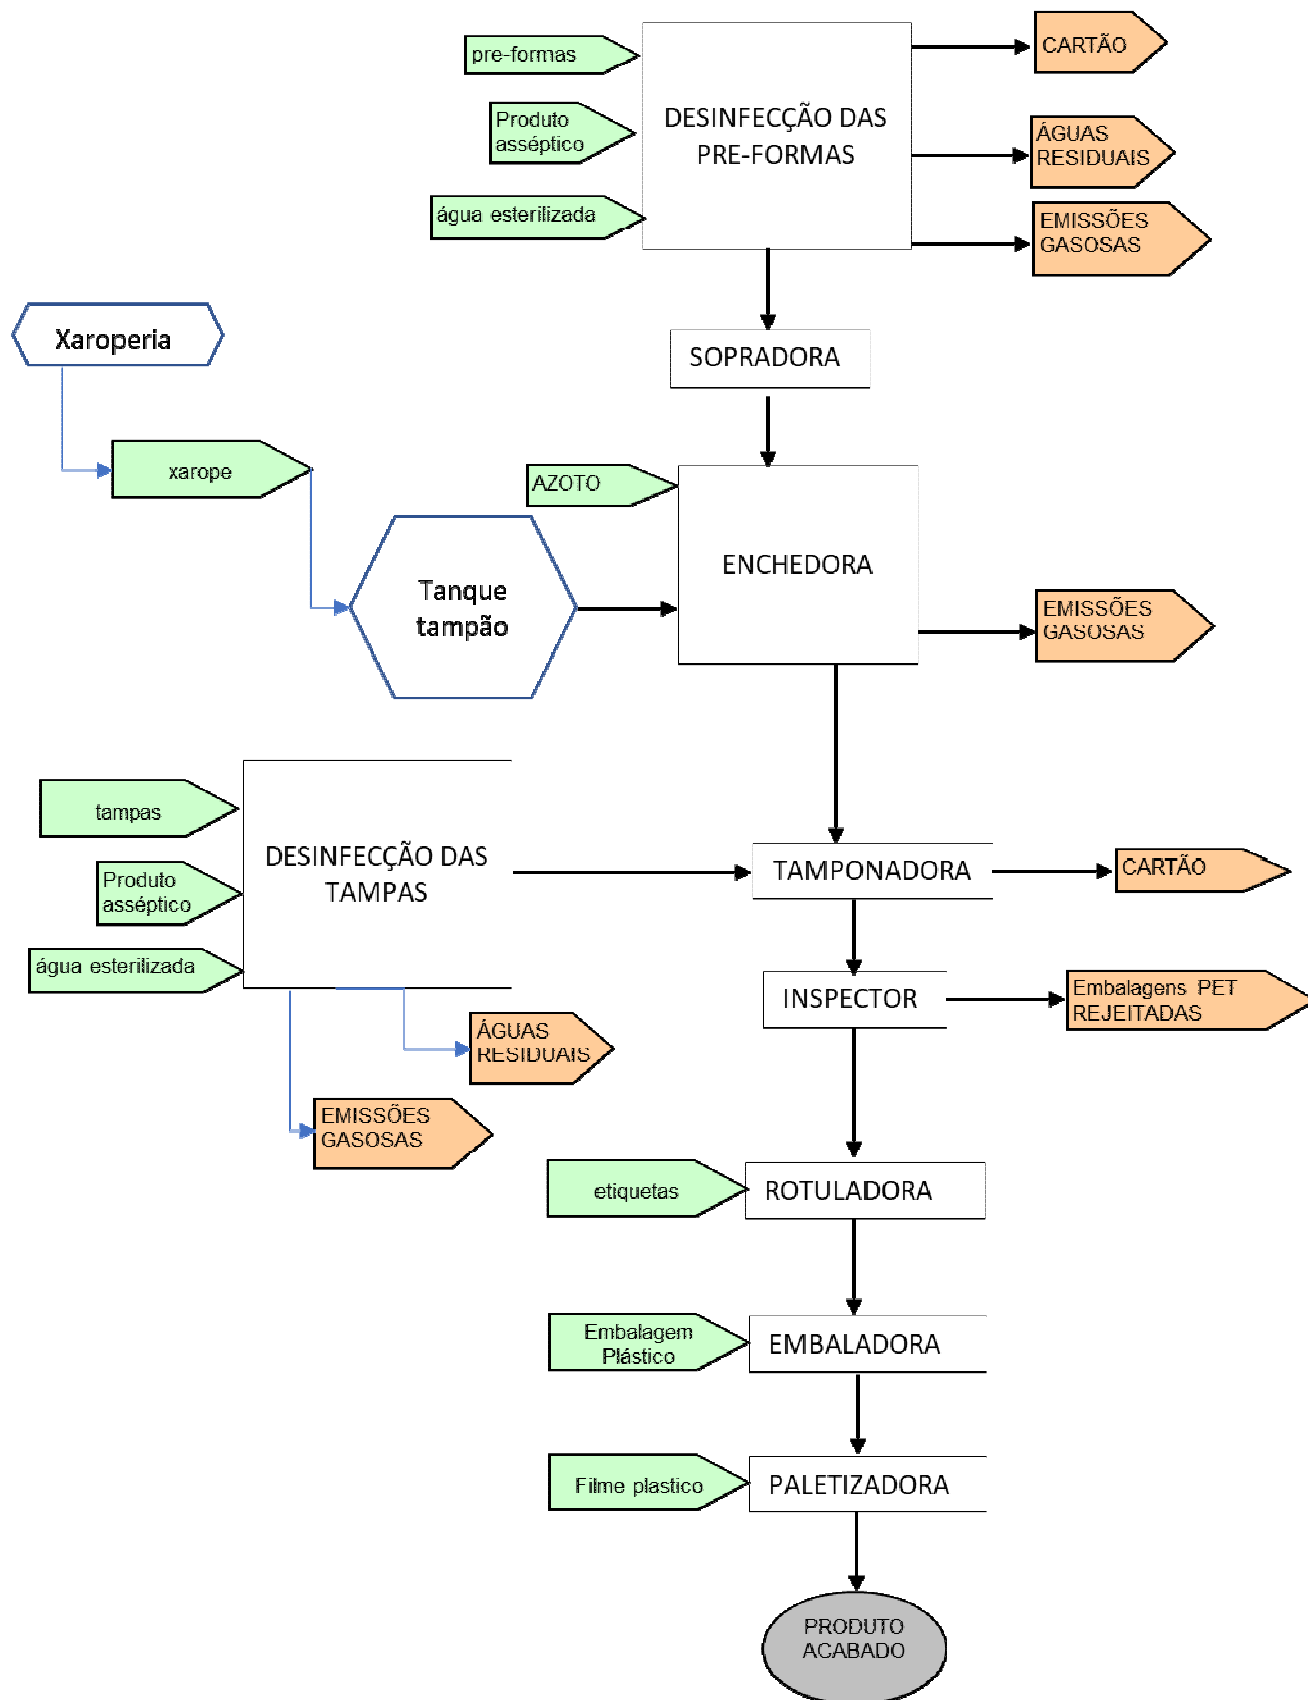 pre-formas
CARTÃO
Produto
asséptico
DESINFECÇÃO DAS
PRE-FORMAS
ÁGUAS
RESIDUAIS
água esterilizada
EMISSÕES
GASOSAS
Xaroperia
SOPRADORA
xarope
AZOTO
ENCHEDORA
Tanque
tampão
EMISSÕES
GASOSAS
tampas
DESINFECÇÃO DAS
TAMPAS
Produto
asséptico
água esterilizada
TAMPONADORA
CARTÃO
INSPECTOR
Embalagens PET
REJEITADAS
ÁGUAS
RESIDUAIS
EMISSÕES
GASOSAS
etiquetas
ROTULADORA
Embalagem
Plástico
EMBALADORA
Filme plastico
PALETIZADORA
PRODUTO
ACABADO